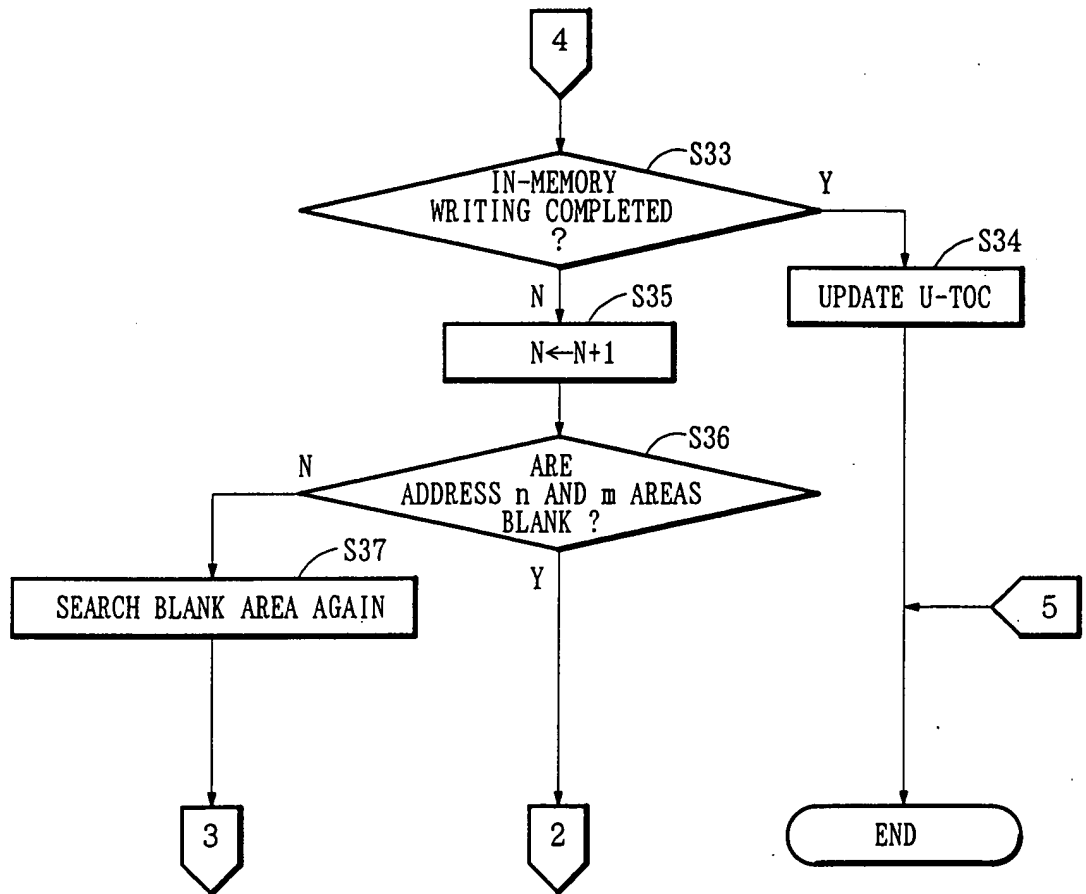 4
S33
IN-MEMORY
WRITING COMPLETED
?
Y
S34
UPDATE U-TOC
N
S35
N←N+1
S36
N
ARE
ADDRESS n AND m AREAS
BLANK ?
S37
Y
SEARCH BLANK AREA AGAIN
5
3
2
END